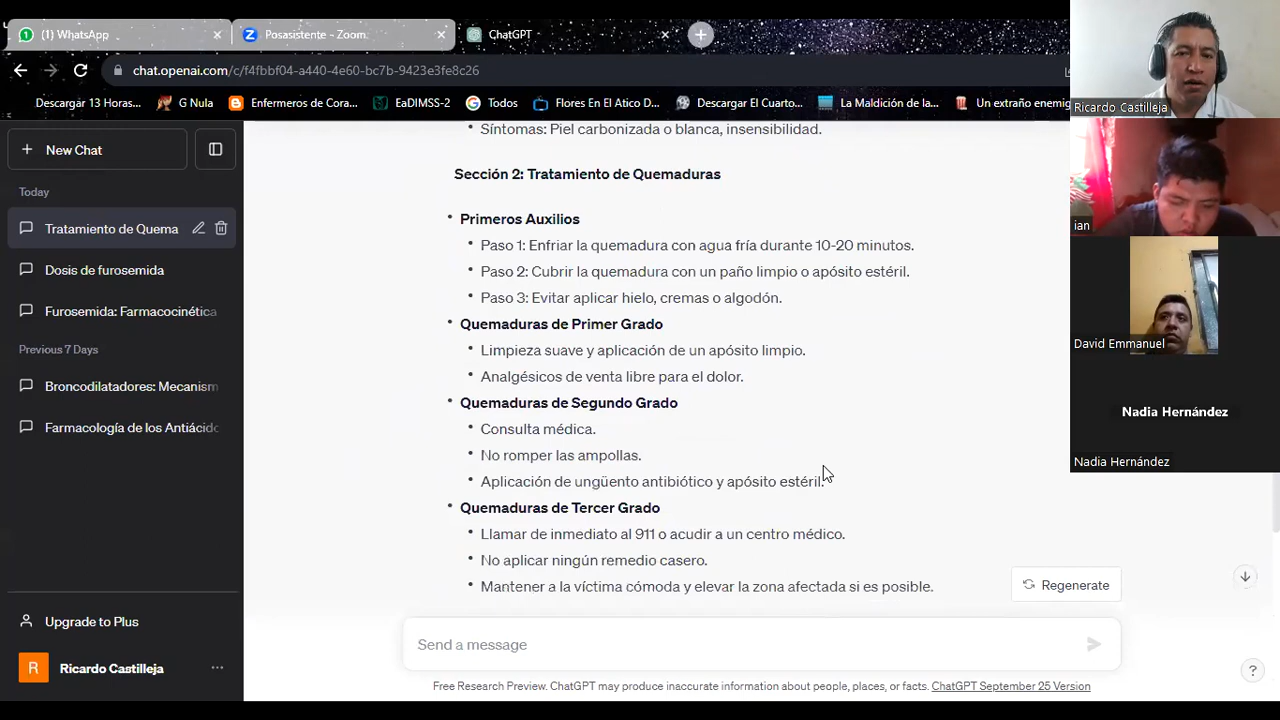 (1) WhatsApp
Posasistente - Zoom
ChatGPT
chat.openai.com/c/f4fbbf04-a440-4e60-bc7b-9423e3fe8c26
Descargar 13 Horas...
G Nula
Enfermeros de Cora...
EaDIMSS-2
Todos
Flores En El Atico D...
Descargar El Cuarto...
La Maldición de la...
Un extraño enemig
New Chat
Today
Tratamiento de Quema
Dosis de furosemida
Furosemida: Farmacocinética
Previous 7 Days
Broncodilatadores: Mecanism
Farmacología de los Antiácido
Upgrade to Plus
R
Ricardo Castilleja
Síntomas: Piel carbonizada o blanca, insensibilidad.
Sección 2: Tratamiento de Quemaduras
Primeros Auxilios
Paso 1: Enfriar la quemadura con agua fría durante 10-20 minutos.
Paso 2: Cubrir la quemadura con un paño limpio o apósito estéril.
Paso 3: Evitar aplicar hielo, cremas o algodón.
Quemaduras de Primer Grado
Limpieza suave y aplicación de un apósito limpio.
Analgésicos de venta libre para el dolor.
Quemaduras de Segundo Grado
Consulta médica.
No romper las ampollas.
Aplicación de ungüento antibiótico y apósito estéril.
Quemaduras de Tercer Grado
Llamar de inmediato al 911 o acudir a un centro médico.
No aplicar ningún remedio casero.
Mantener a la víctima cómoda y elevar la zona afectada si es posible.
Regenerate
Send a message
Free Research Preview. ChatGPT may produce inaccurate information about people, places, or facts. ChatGPT September 25 Version
?
Ricardo Castilleja
ian
David Emmanuel
Nadia Hernández
Nadia Hernández